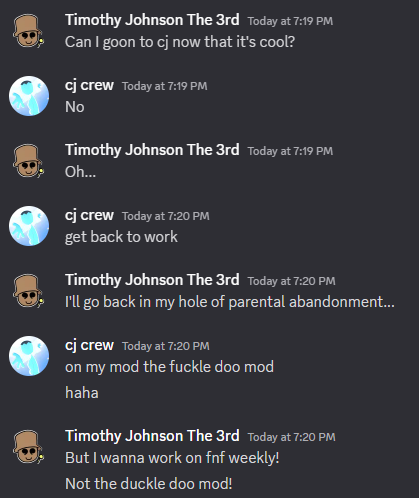 Timothy Johnson The 3rd Today at 7:19 PM
Can I goon to cj now that it's cool?
cj crew Today at 7:19 PM
No
Timothy Johnson The 3rd Today at 7:19 PM
Oh...
cj crew Today at 7:20 PM
get back to work
Timothy Johnson The 3rd Today at 7:20 PM
I'll go back in my hole of parental abandonment...
cj crew Today at 7:20 PM
on my mod the fuckle doo mod
haha
Timothy Johnson The 3rd Today at 7:20 PM
But I wanna work on fnf weekly!
Not the duckle doo mod!